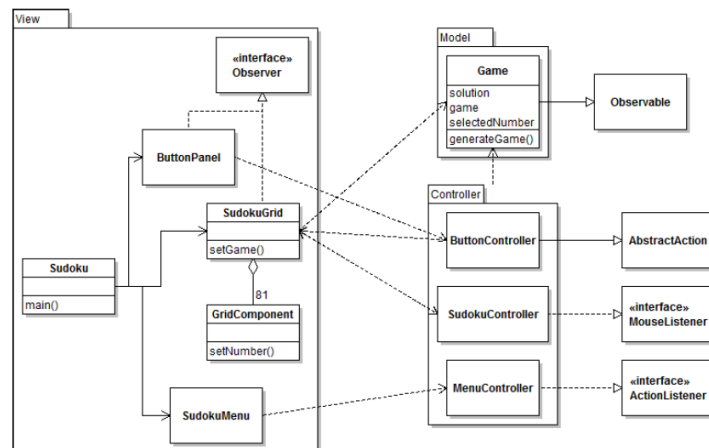 View
«interface»
Observer
ButtonPanel
SudokuGrid
setGame()
Sudoku
main()
81
GridComponent
setNumber()
SudokuMenu
Model
Game
solution
game
selectedNumber
generateGame()
Observable
Controller
ButtonController
AbstractAction
SudokuController
«interface»
MouseListener
MenuController
«interface»
ActionListener